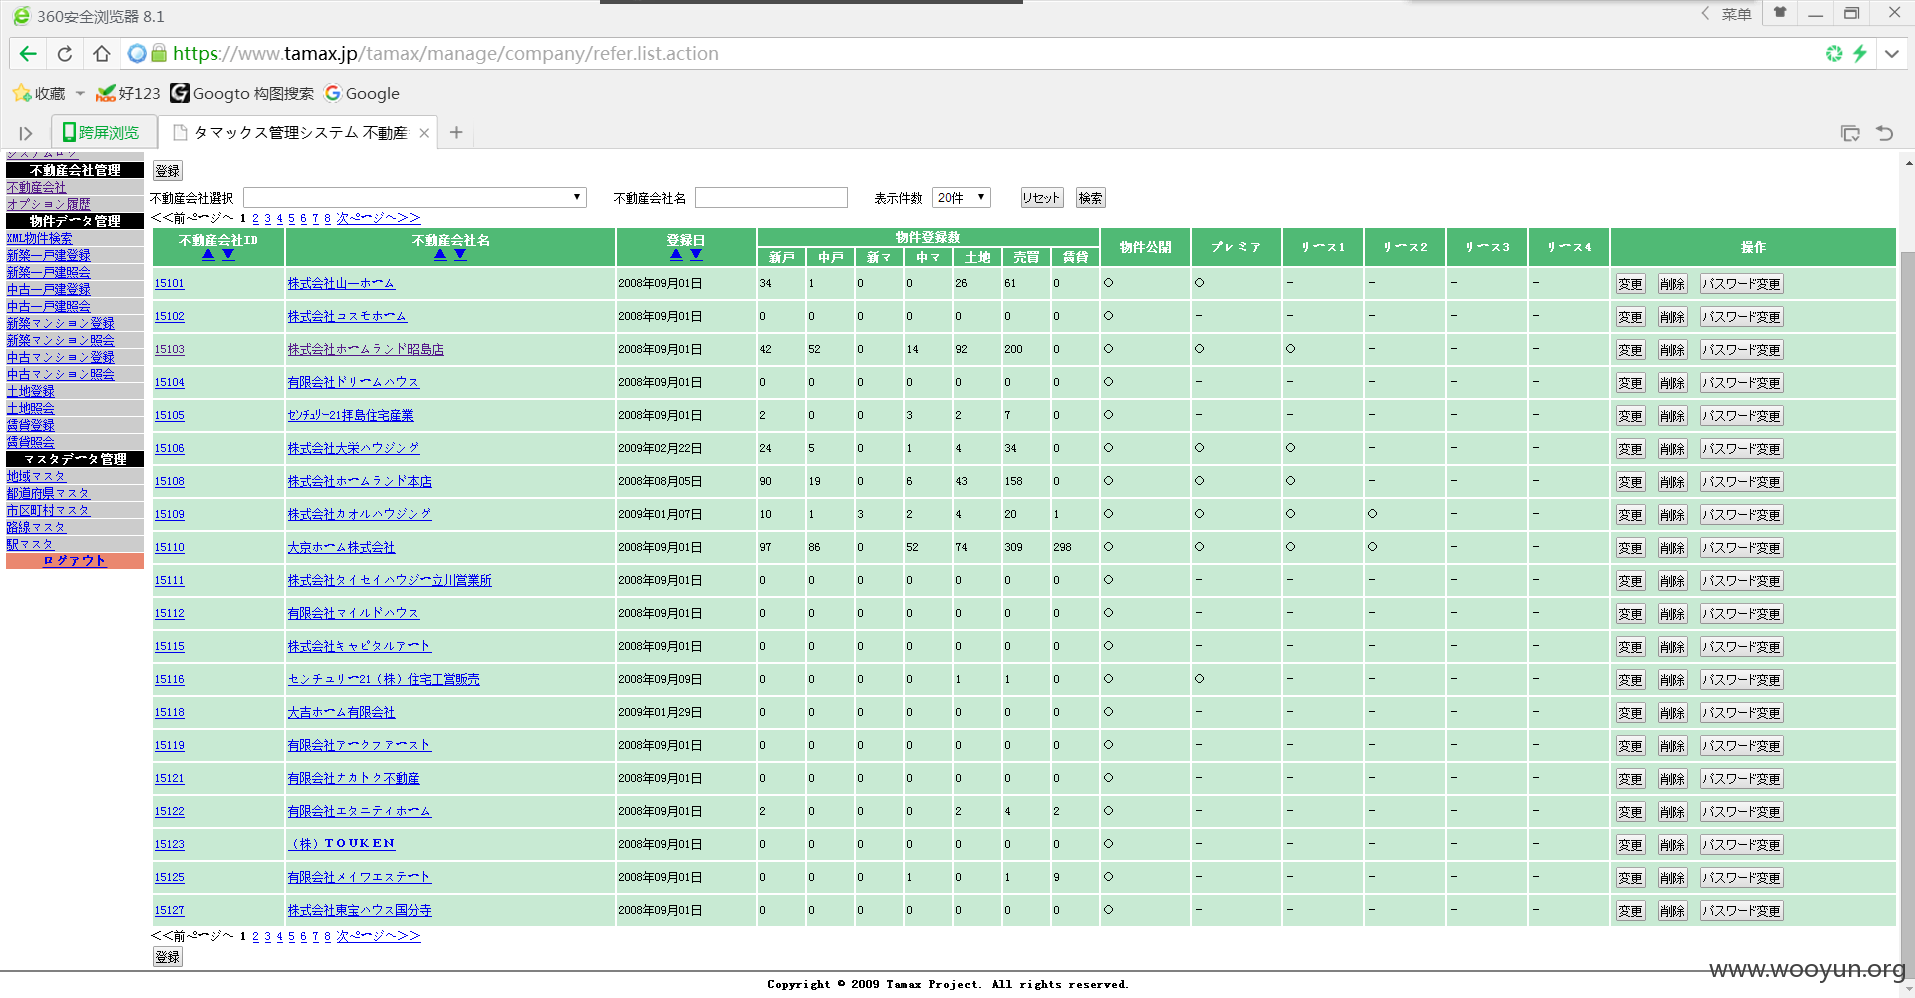 360安全浏览器 8.1
菜单
https://www.tamax.jp/tamax/manage/company/refer.list.action
收藏 好123 Googto 构图搜索 Google
跨屏浏览 タマックス管理システム 不動産
システムログ
不動産会社管理
不動産会社
オプション履歴
物件データ管理
XML物件検索
新築一戸建登録
新築一戸建照会
中古一戸建登録
中古一戸建照会
新築マンション登録
新築マンション照会
中古マンション登録
中古マンション照会
土地登録
土地照会
賃貸登録
賃貸照会
マスタデータ管理
地域マスタ
都道府県マスタ
市区町村マスタ
路線マスタ
駅マスタ
ログアウト
登録
不動産会社選択 不動産会社名 表示件数 20件 リセット 検索
<<前ページへ 1 2 3 4 5 6 7 8 次ページへ>>
不動産会社ID 不動産会社名 登録日 物件登録数 物件公開 プレミア リース1 リース2 リース3 リース4 操作
▲ ▼ ▲ ▼ ▲ ▼ 新戸 中戸 新マ 中マ 土地 売買 賃貸
15101 株式会社山一ホーム 2008年09月01日 34 1 0 0 26 61 0 ○ ○ − − − − 変更 削除 パスワード変更
15102 株式会社コスモホーム 2008年09月01日 0 0 0 0 0 0 0 ○ − − − − − 変更 削除 パスワード変更
15103 株式会社ホームランド昭島店 2008年09月01日 42 52 0 14 92 200 0 ○ ○ ○ − − − 変更 削除 パスワード変更
15104 有限会社ドリームハウス 2008年09月01日 0 0 0 0 0 0 0 ○ − − − − − 変更 削除 パスワード変更
15105 ｾﾝﾁｭﾘｰ21拝島住宅産業 2008年09月01日 2 0 0 3 2 7 0 ○ − − − − − 変更 削除 パスワード変更
15106 株式会社大栄ハウジング 2009年02月22日 24 5 0 1 4 34 0 ○ ○ ○ − − − 変更 削除 パスワード変更
15108 株式会社ホームランド本店 2008年08月05日 90 19 0 6 43 158 0 ○ ○ ○ − − − 変更 削除 パスワード変更
15109 株式会社カオルハウジング 2009年01月07日 10 1 3 2 4 20 1 ○ ○ ○ ○ − − 変更 削除 パスワード変更
15110 大京ホーム株式会社 2008年09月01日 97 86 0 52 74 309 298 ○ ○ ○ ○ − − 変更 削除 パスワード変更
15111 株式会社タイセイハウジー立川営業所 2008年09月01日 0 0 0 0 0 0 0 ○ − − − − − 変更 削除 パスワード変更
15112 有限会社マイルドハウス 2008年09月01日 0 0 0 0 0 0 0 ○ − − − − − 変更 削除 パスワード変更
15115 株式会社キャピタルアート 2008年09月01日 0 0 0 0 0 0 0 ○ − − − − − 変更 削除 パスワード変更
15116 センチュリー21（株）住宅工営販売 2008年09月09日 0 0 0 0 1 1 0 ○ ○ − − − − 変更 削除 パスワード変更
15118 大吉ホーム有限会社 2009年01月29日 0 0 0 0 0 0 0 ○ − − − − − 変更 削除 パスワード変更
15119 有限会社アークファースト 2008年09月01日 0 0 0 0 0 0 0 ○ − − − − − 変更 削除 パスワード変更
15121 有限会社ナカトク不動産 2008年09月01日 0 0 0 0 0 0 0 ○ − − − − − 変更 削除 パスワード変更
15122 有限会社エタニティホーム 2008年09月01日 2 0 0 0 2 4 2 ○ − − − − − 変更 削除 パスワード変更
15123 （株）ＴＯＵＫＥＮ 2008年09月01日 0 0 0 0 0 0 0 ○ − − − − − 変更 削除 パスワード変更
15125 有限会社メイワエステート 2008年09月01日 0 0 0 1 0 1 9 ○ − − − − − 変更 削除 パスワード変更
15127 株式会社東宝ハウス国分寺 2008年09月01日 0 0 0 0 0 0 0 ○ − − − − − 変更 削除 パスワード変更
<<前ページへ 1 2 3 4 5 6 7 8 次ページへ>>
登録
www.wooyun.org
Copyright © 2009 Tamax Project. All rights reserved.